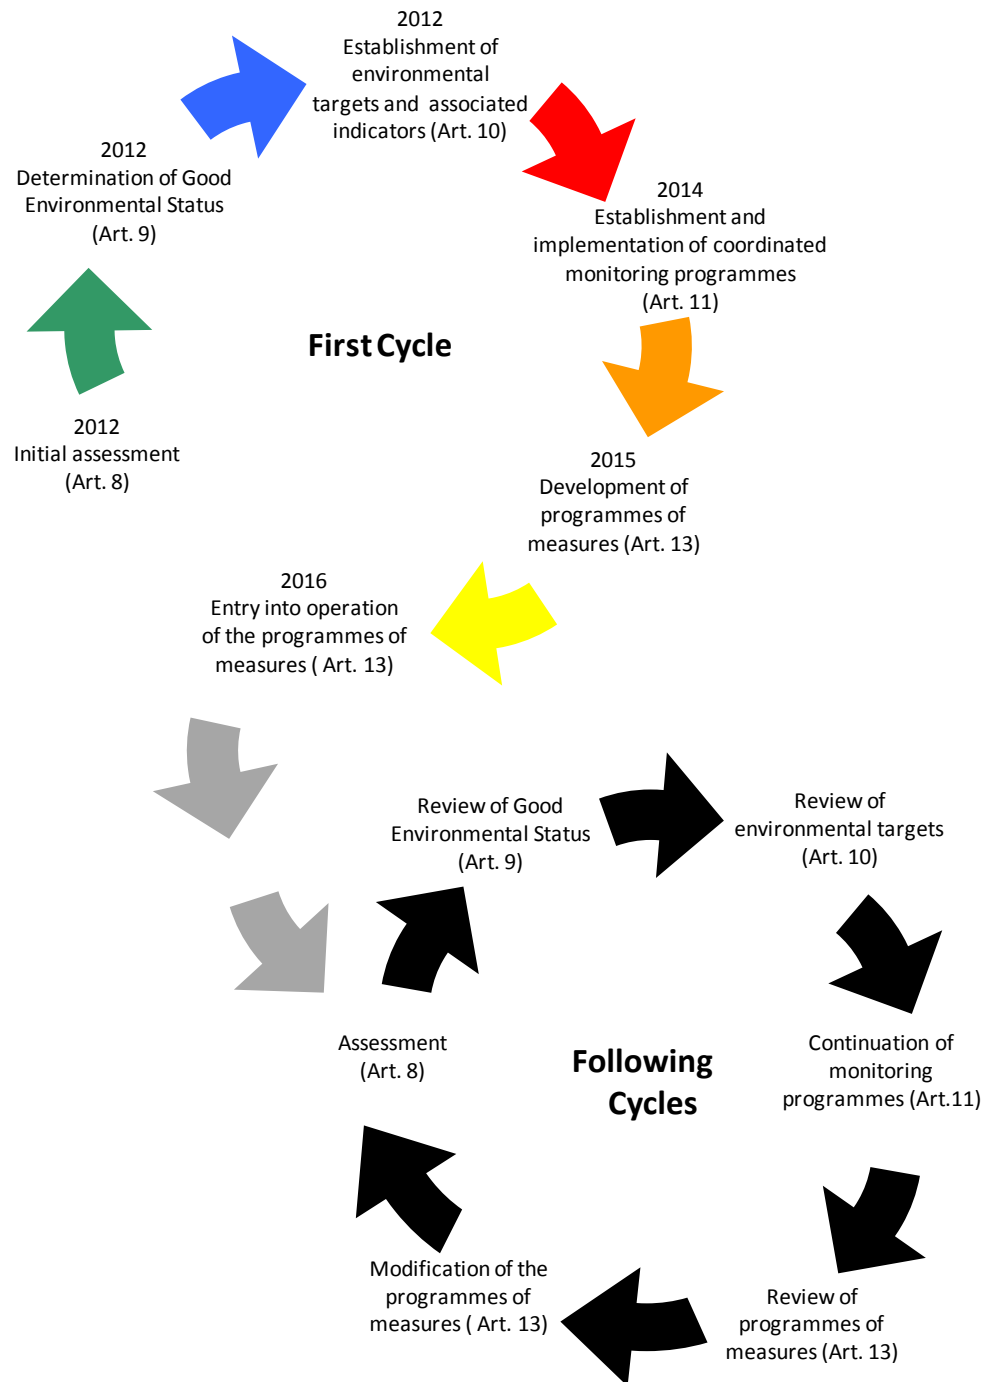 2012
Establishment of
environmental
targets and associated
indicators (Art. 10)
2012
Determination of Good
Environmental Status
(Art. 9)
2014
Establishment and
implementation of coordinated
monitoring programmes
(Art. 11)
First Cycle
2012
Initial assessment
(Art. 8)
2015
Development of
programmes of
measures (Art. 13)
2016
Entry into operation
of the programmes of
measures ( Art. 13)
Review of Good
Environmental Status
(Art. 9)
Review of
environmental targets
(Art. 10)
Assessment
(Art. 8)
Following
Cycles
Continuation of
monitoring
programmes (Art.11)
Modification of the
programmes of
measures ( Art. 13)
Review of
programmes of
measures (Art. 13)